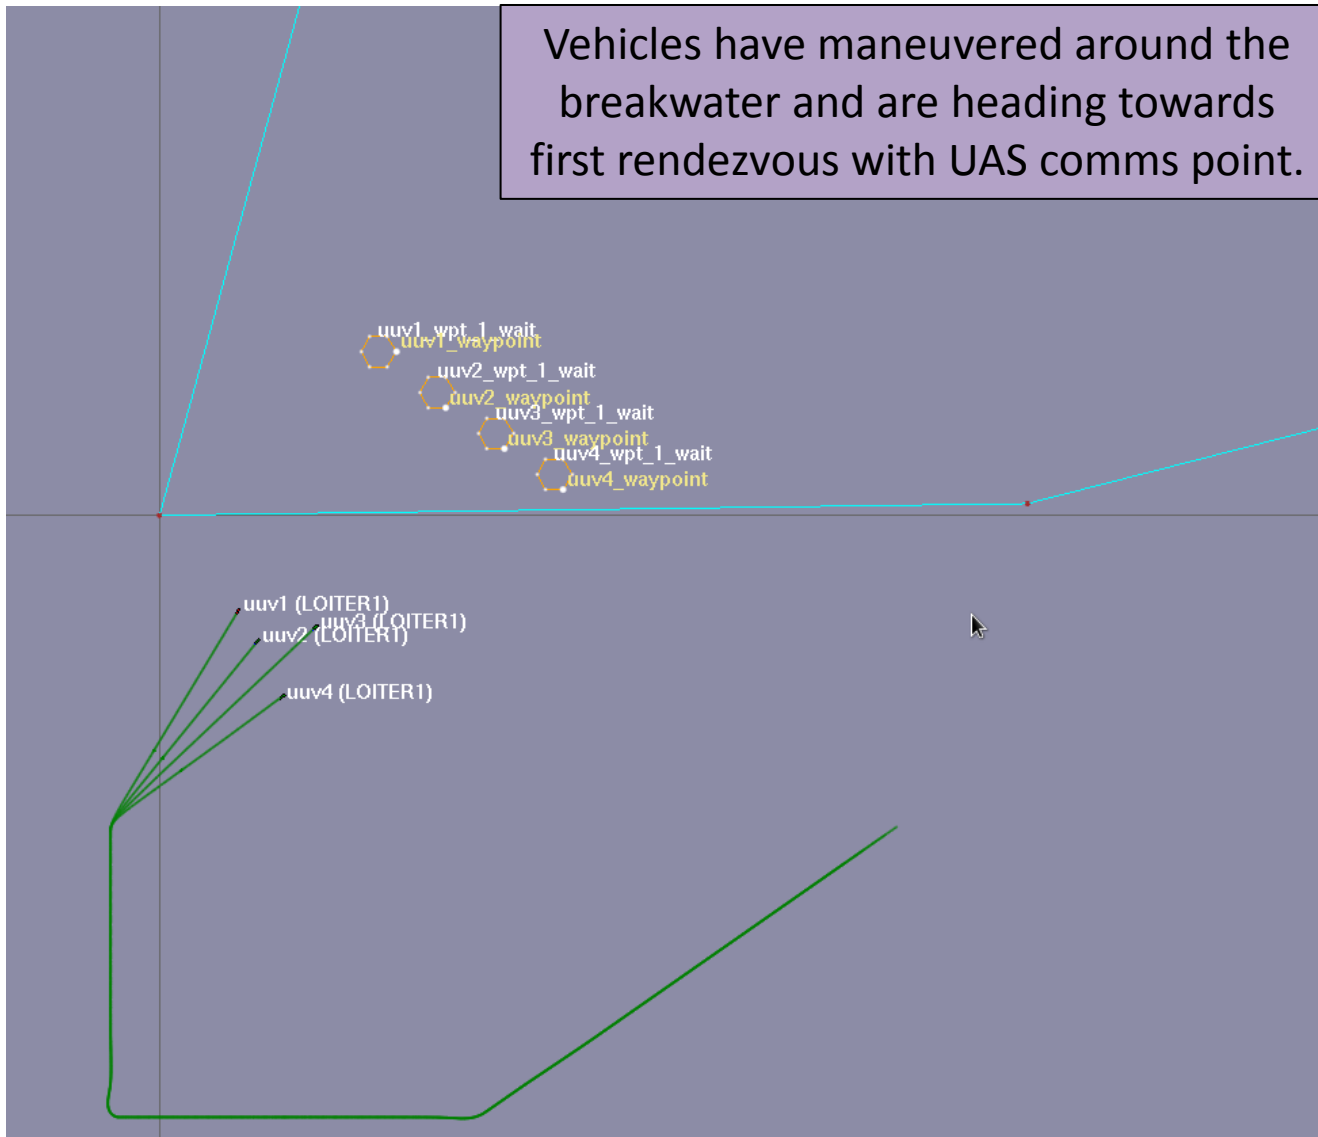 Vehicles have maneuvered around the
breakwater and are heading towards
first rendezvous with UAS comms point.
uuv1_wpt_1_wait
uuv1_waypoint
uuv2_wpt_1_wait
uuv2_waypoint
uuv3_wpt_1_wait
uuv3_waypoint
uuv4_wpt_1_wait
uuv4_waypoint
uuv1 (LOITER1)
uuv3 (LOITER1)
uuv2 (LOITER1)
uuv4 (LOITER1)